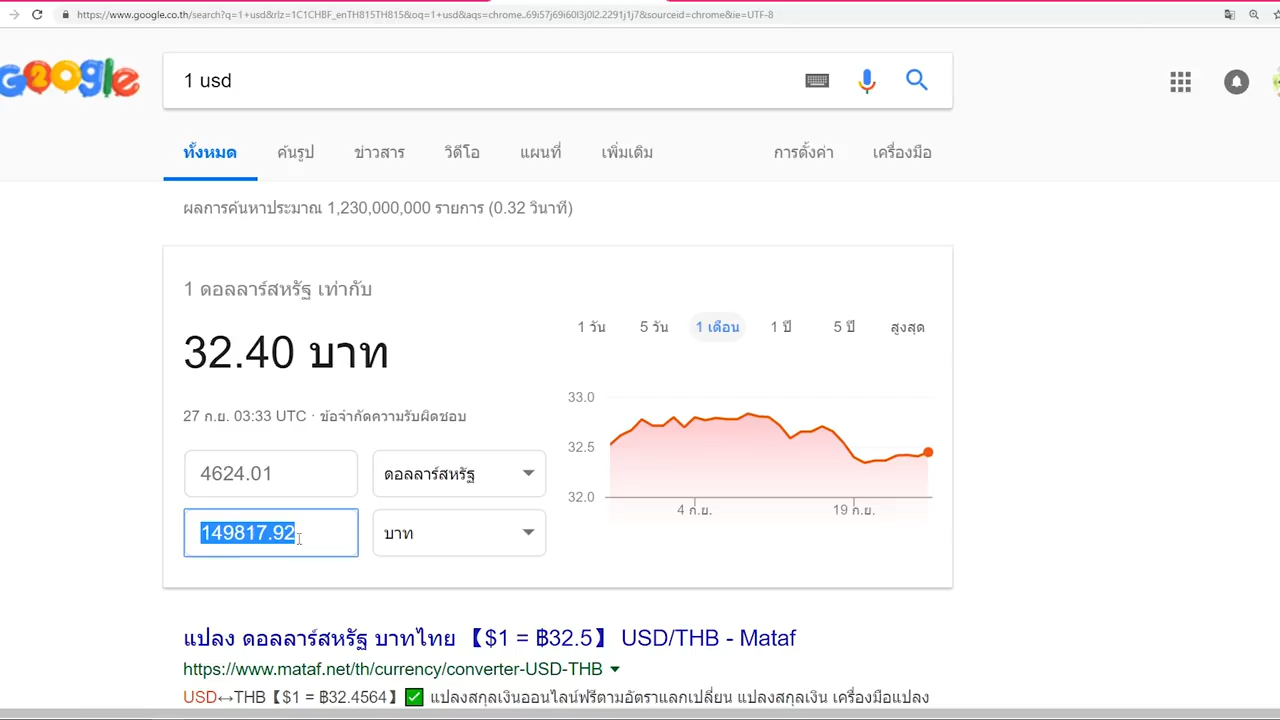 https://www.google.co.th/search?q=1+usd&rlz=1C1CHBF_enTH815TH815&oq=1+usd&aqs=chrome..69i57j69i60l3j0l2.2291j1j7&sourceid=chrome&ie=UTF-8
Google
1 usd
ทั้งหมด ค้นรูป ข่าวสาร วิดีโอ แผนที่ เพิ่มเติม การตั้งค่า เครื่องมือ
ผลการค้นหาประมาณ 1,230,000,000 รายการ (0.32 วินาที)
1 ดอลลาร์สหรัฐ เท่ากับ
32.40 บาท
27 ก.ย. 03:33 UTC · ข้อจำกัดความรับผิดชอบ
4624.01 ดอลลาร์สหรัฐ
149817.92 บาท
1 วัน 5 วัน 1 เดือน 1 ปี 5 ปี สูงสุด
33.0
32.5
32.0
4 ก.ย. 19 ก.ย.
แปลง ดอลลาร์สหรัฐ บาทไทย 【$1 = ฿32.5】 USD/THB - Mataf
https://www.mataf.net/th/currency/converter-USD-THB
USD↔THB【$1 = ฿32.4564】✅ แปลงสกุลเงินออนไลน์ฟรีตามอัตราแลกเปลี่ยน แปลงสกุลเงิน เครื่องมือแปลง